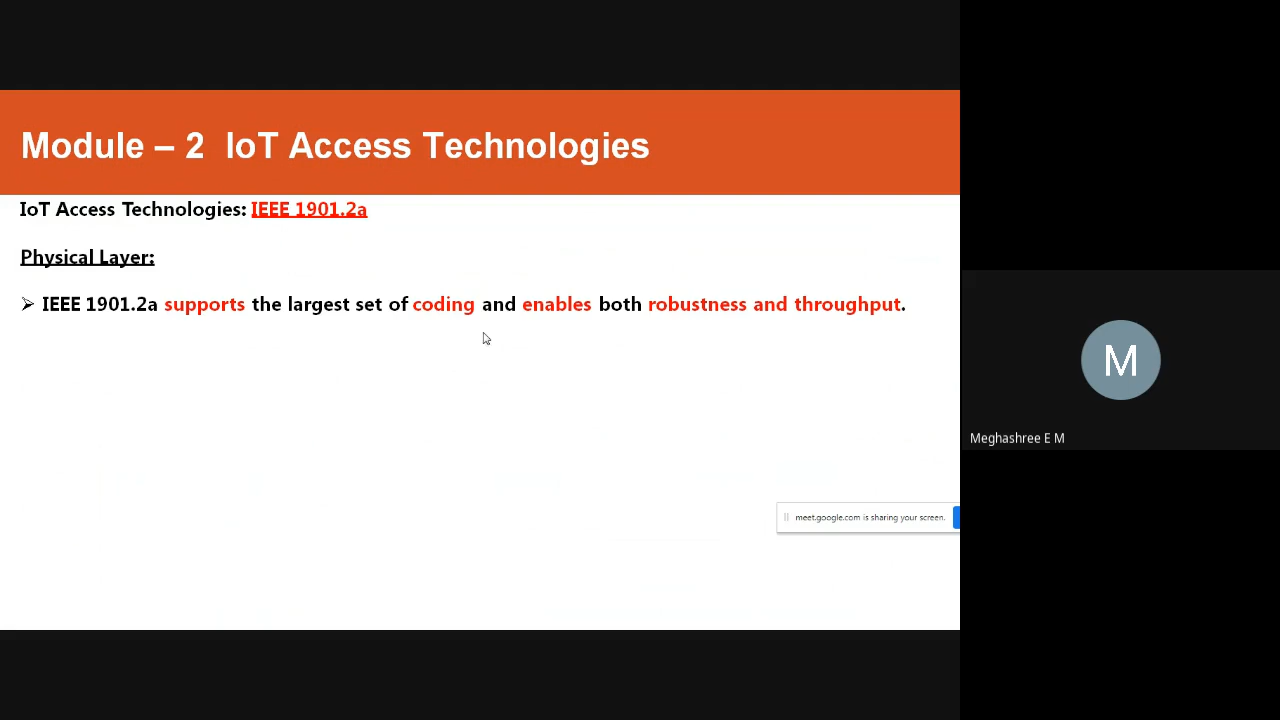 Module – 2 IoT Access Technologies
IoT Access Technologies: IEEE 1901.2a
Physical Layer:
➢ IEEE 1901.2a supports the largest set of coding and enables both robustness and throughput.
M
Meghashree E M
meet.google.com is sharing your screen.